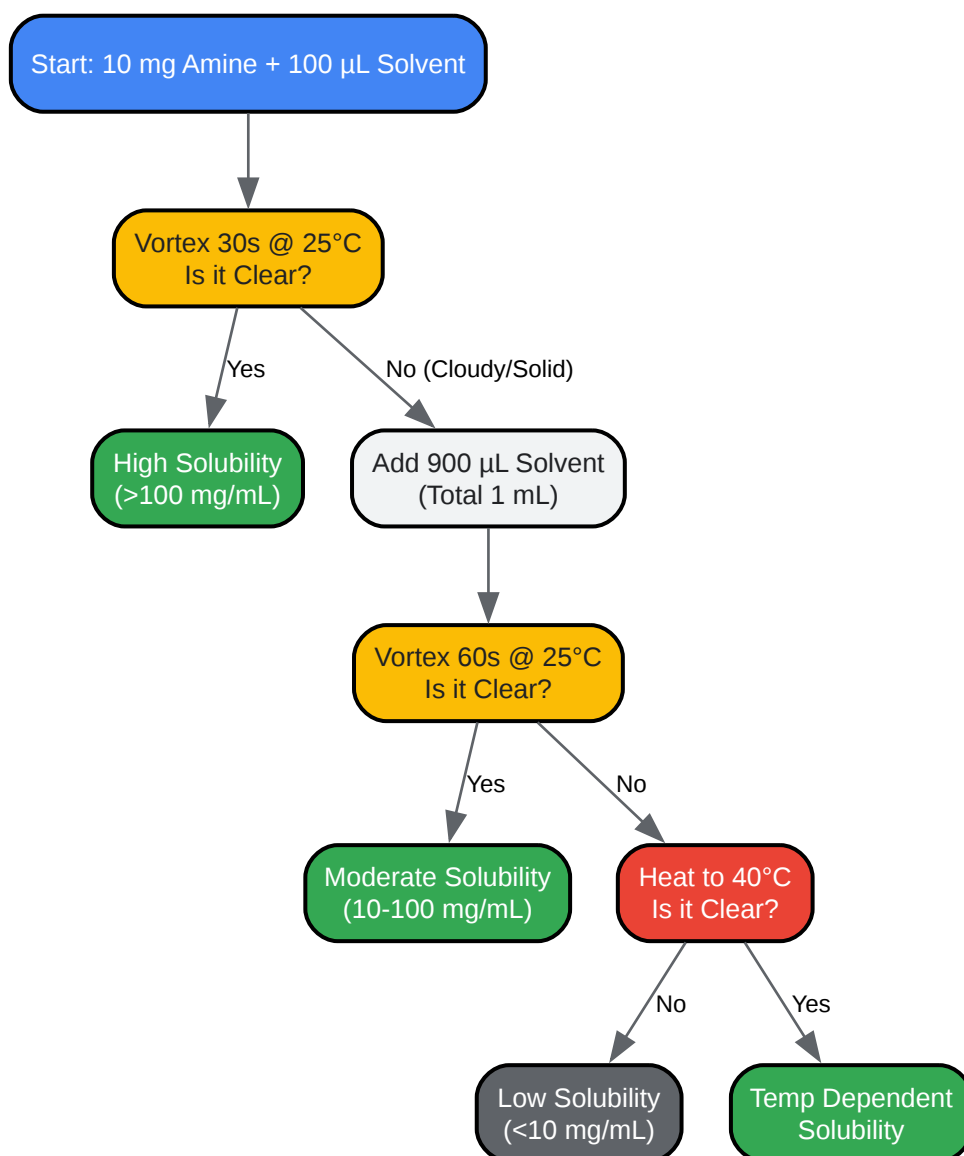 Start: 10 mg Amine + 100 µL Solvent
Vortex 30s @ 25°C
Is it Clear?
Yes
No (Cloudy/Solid)
High Solubility
(>100 mg/mL)
Add 900 µL Solvent
(Total 1 mL)
Vortex 60s @ 25°C
Is it Clear?
Yes
No
Moderate Solubility
(10-100 mg/mL)
Heat to 40°C
Is it Clear?
No
Yes
Low Solubility
(<10 mg/mL)
Temp Dependent
Solubility